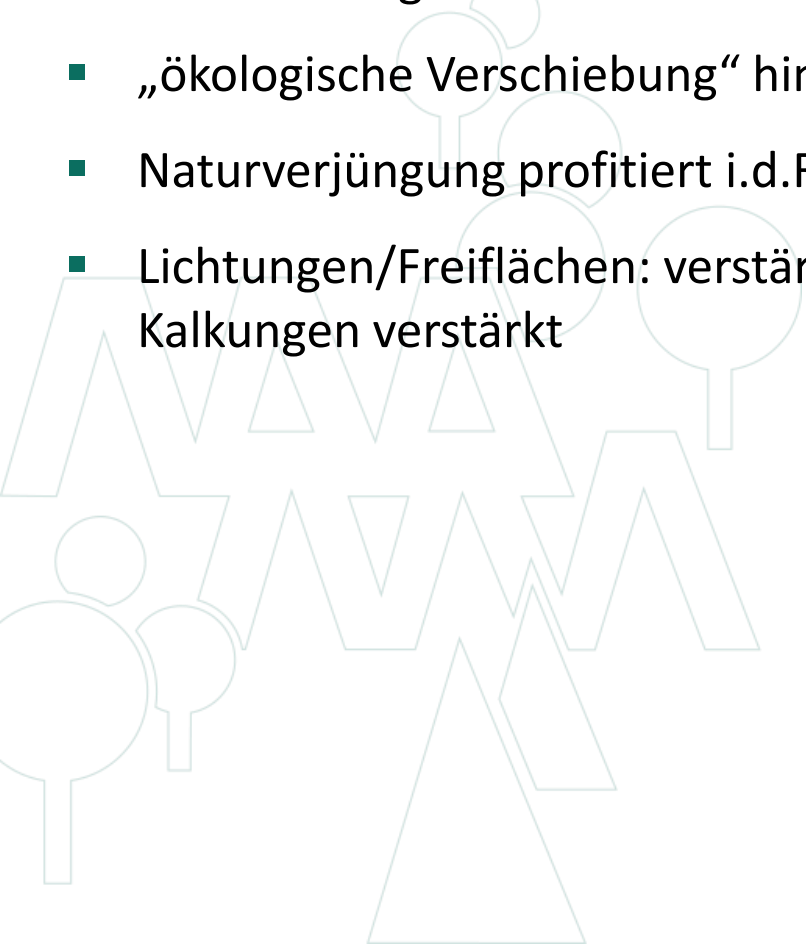 „ökologische Verschiebung“
Naturverjüngung profitiert
Lichtungen/Freiflächen:
Kalkungen verstärkt